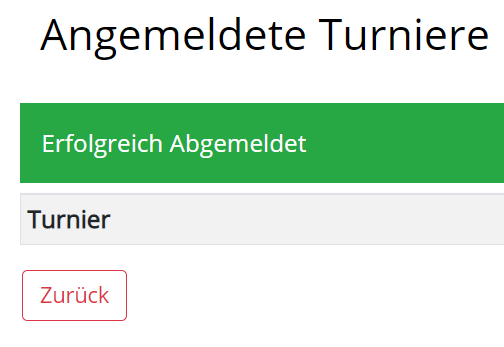 Angemeldete Turniere
Erfolgreich Abgemeldet
Turnier
Zurück